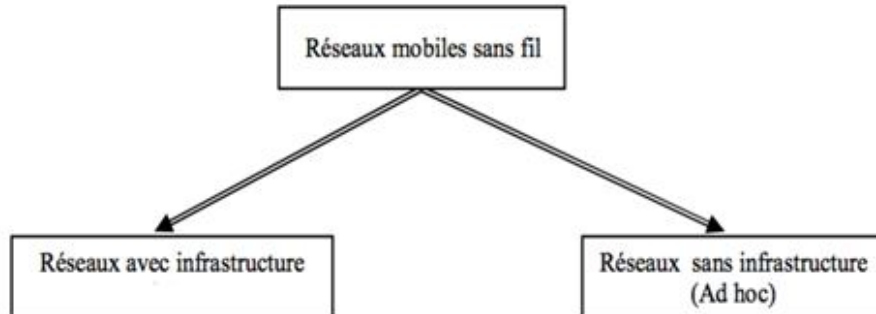 Réseaux mobiles sans fil
Réseaux avec infrastructure
Réseaux sans infrastructure
(Ad hoc)